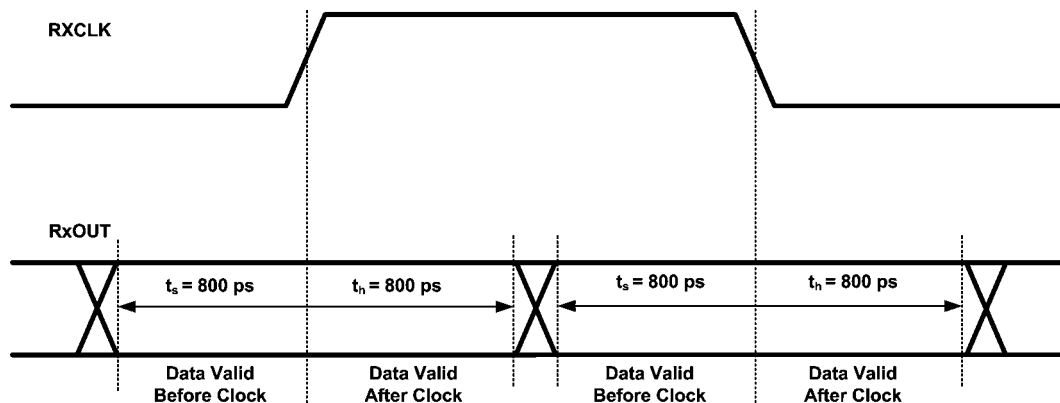 RXCLK
RxOUT
ts = 800 ps
th = 800 ps
ts = 800 ps
th = 800 ps
Data Valid
Before Clock
Data Valid
After Clock
Data Valid
Before Clock
Data Valid
After Clock